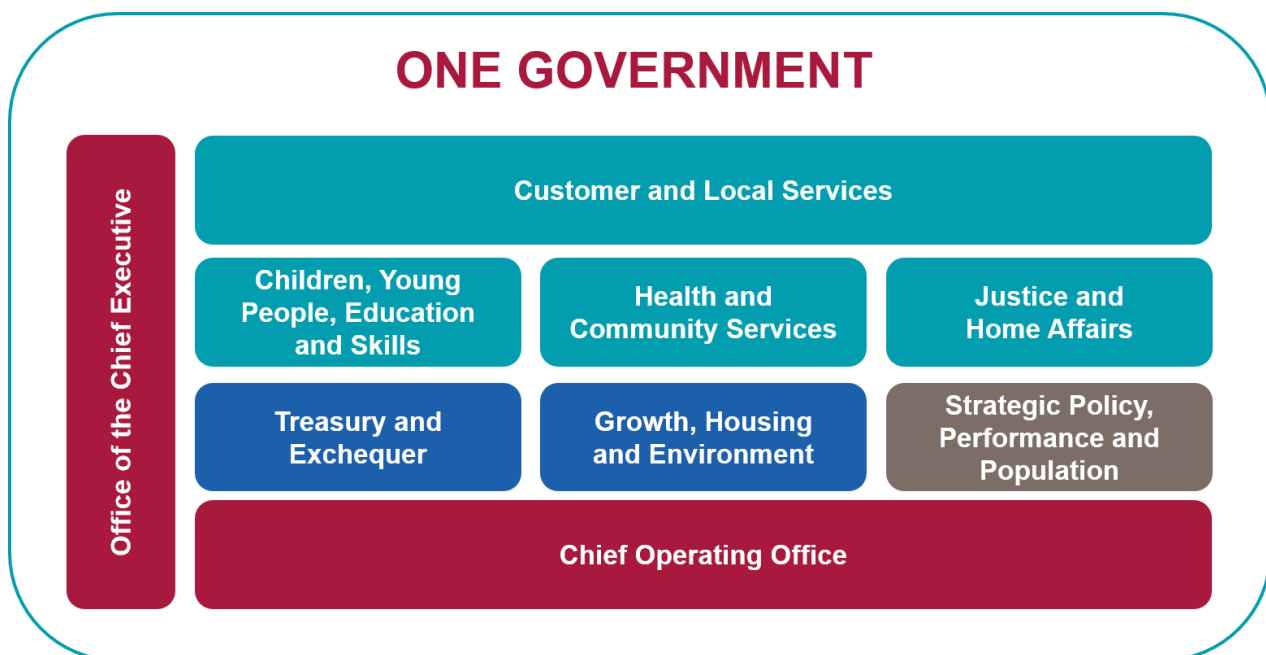 ONE GOVERNMENT
Office of the Chief Executive
Customer and Local Services
Children, Young
People, Education
and Skills
Health and
Community Services
Justice and
Home Affairs
Treasury and
Exchequer
Growth, Housing
and Environment
Strategic Policy,
Performance and
Population
Chief Operating Office